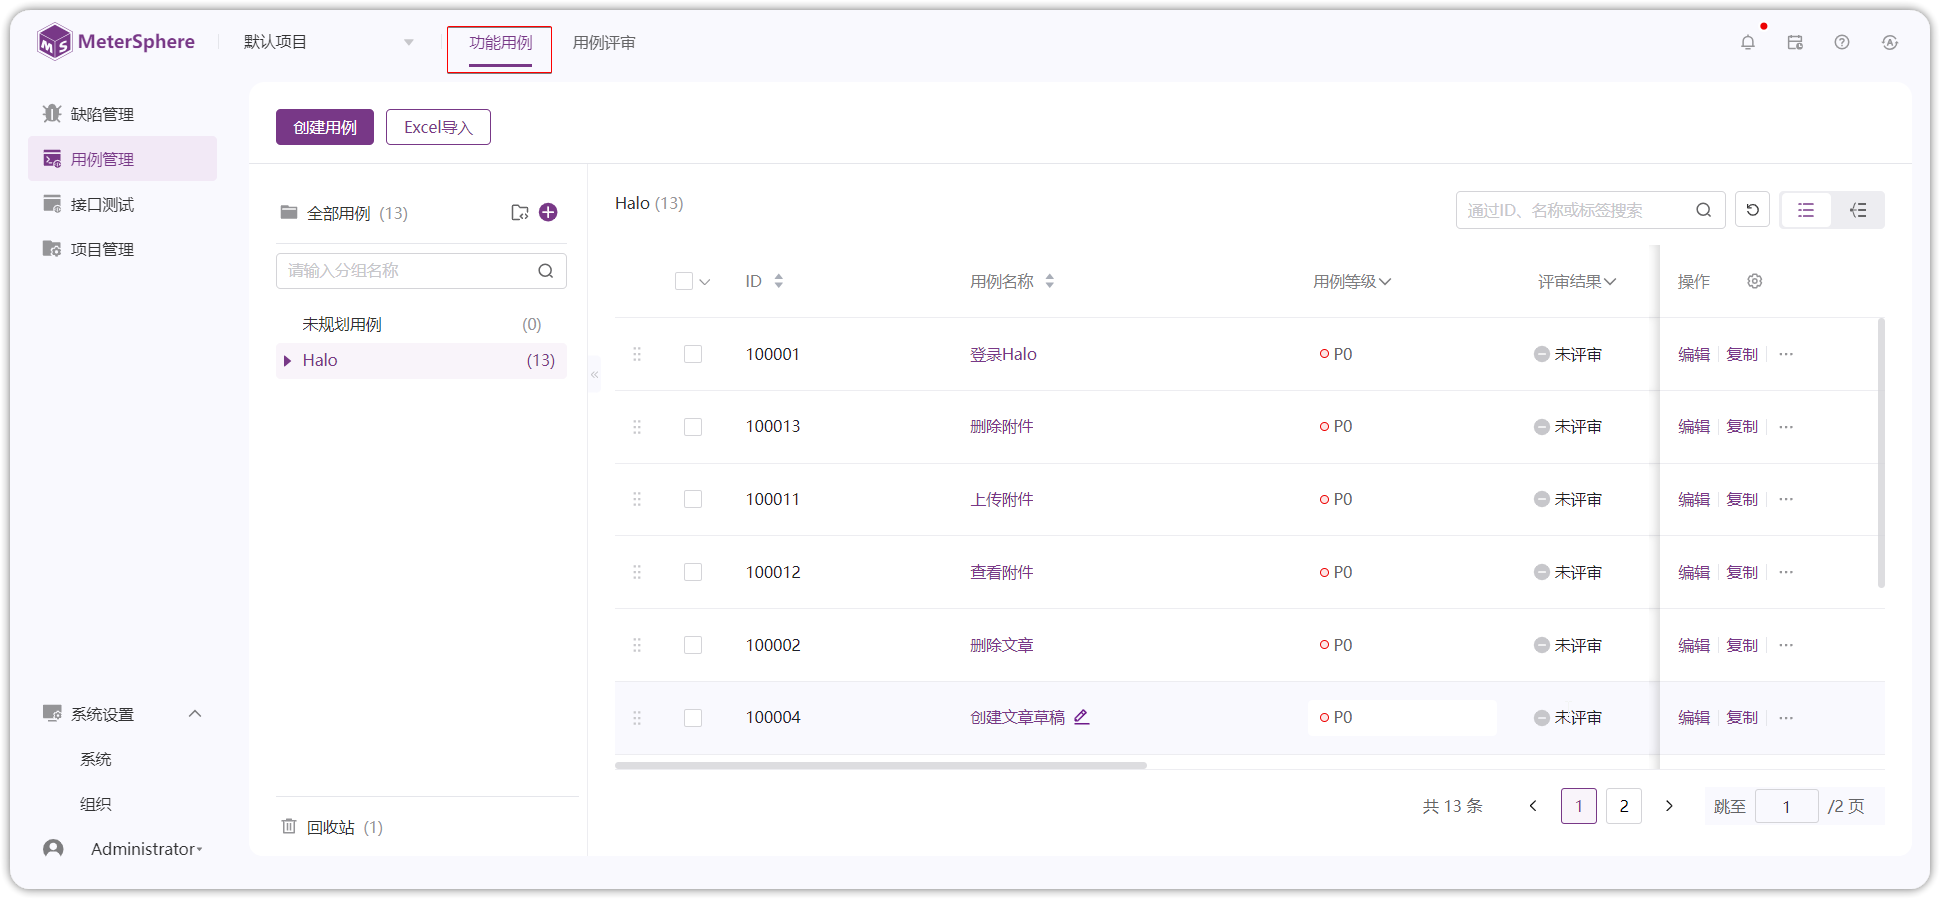 MeterSphere 默认项目 功能用例 用例评审
缺陷管理
用例管理
接口测试
项目管理
系统设置
系统
组织
Administrator
创建用例 Excel导入
全部用例 (13)
请输入分组名称
未规划用例 (0)
Halo (13)
回收站 (1)
Halo (13) 通过ID、名称或标签搜索
ID 用例名称 用例等级 评审结果 操作
100001 登录Halo P0 未评审 编辑 复制 ···
100013 删除附件 P0 未评审 编辑 复制 ···
100011 上传附件 P0 未评审 编辑 复制 ···
100012 查看附件 P0 未评审 编辑 复制 ···
100002 删除文章 P0 未评审 编辑 复制 ···
100004 创建文章草稿 P0 未评审 编辑 复制 ···
共 13 条 1 2 跳至 1 /2 页